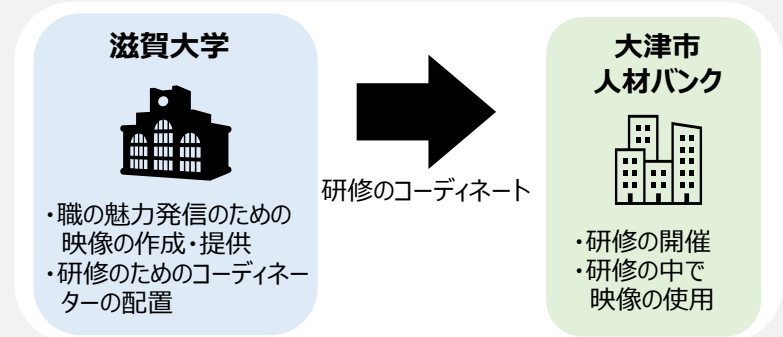 滋賀大学
・職の魅力発信のための
映像の作成・提供
・研修のためのコーディネー
ターの配置
研修のコーディネート
大津市
人材バンク
・研修の開催
・研修の中で
映像の使用